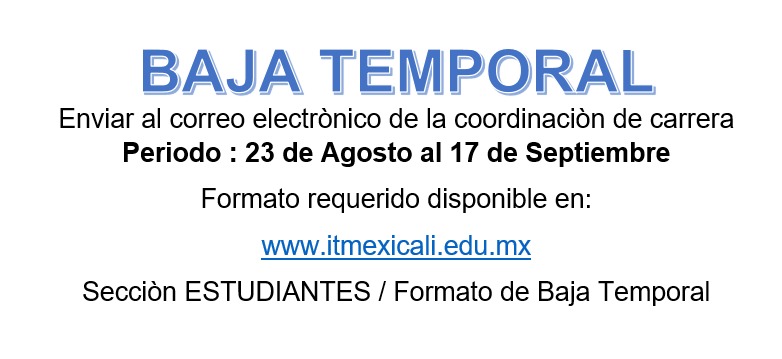 BAJA TEMPORAL
Enviar al correo electrònico de la coordinaciòn de carrera
Periodo : 23 de Agosto al 17 de Septiembre
Formato requerido disponible en:
www.itmexicali.edu.mx
Secciòn ESTUDIANTES / Formato de Baja Temporal